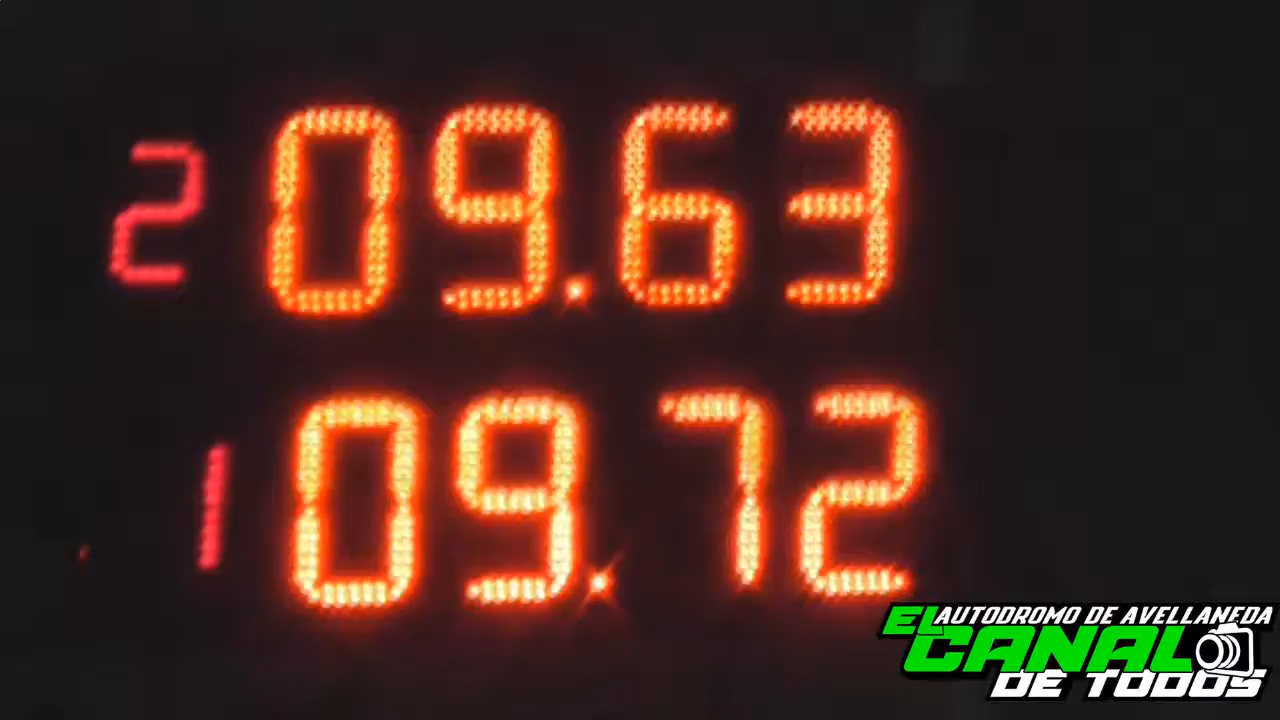 2 09.63
1 09.72
AUTODROMO DE AVELLANEDA
EL CANAL
DE TODOS